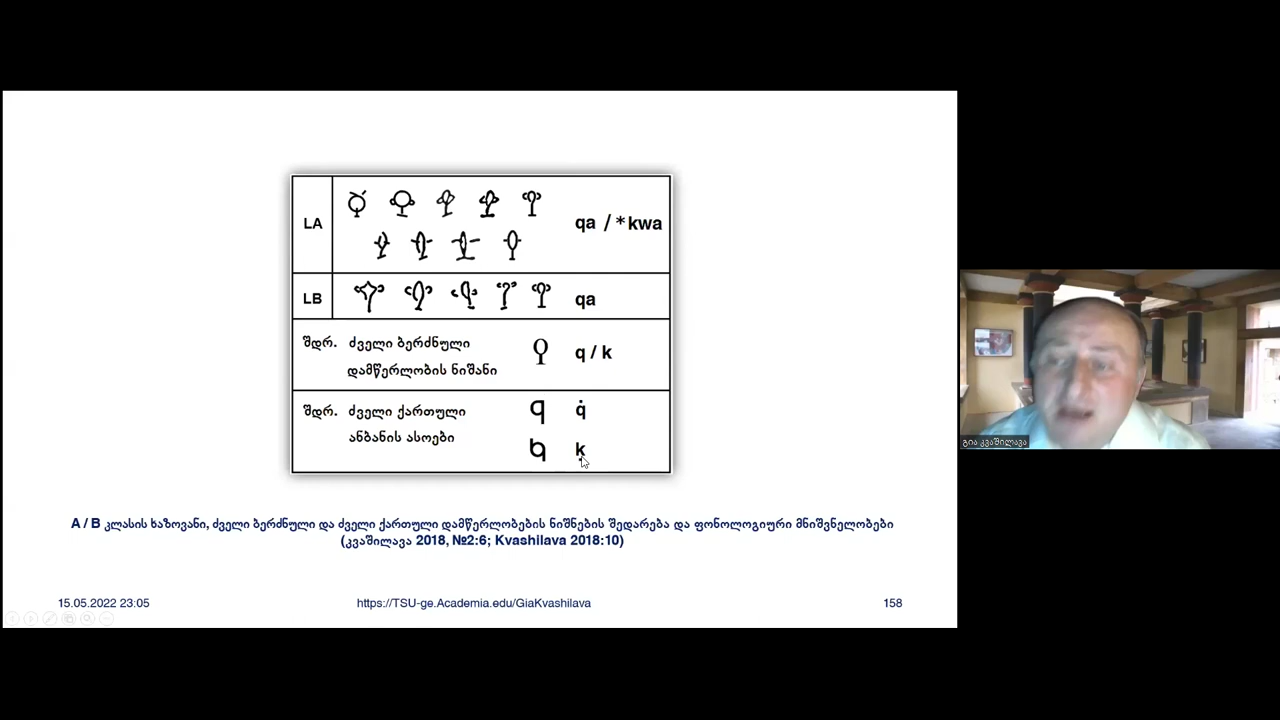 LA
qa / *kwa
LB
qa
შდრ. ძველი ბერძნული
დამწერლობის ნიშანი
q / k
შდრ. ძველი ქართული
ანბანის ასოები
q̇
ḳ
A / B კლასის ხაზოვანი, ძველი ბერძნული და ძველი ქართული დამწერლობების ნიშნების შედარება და ფონოლოგიური მნიშვნელობები
(კვაშილავა 2018, №2:6; Kvashilava 2018:10)
15.05.2022 23:05
https://TSU-ge.Academia.edu/GiaKvashilava
158
გია კვაშილავა